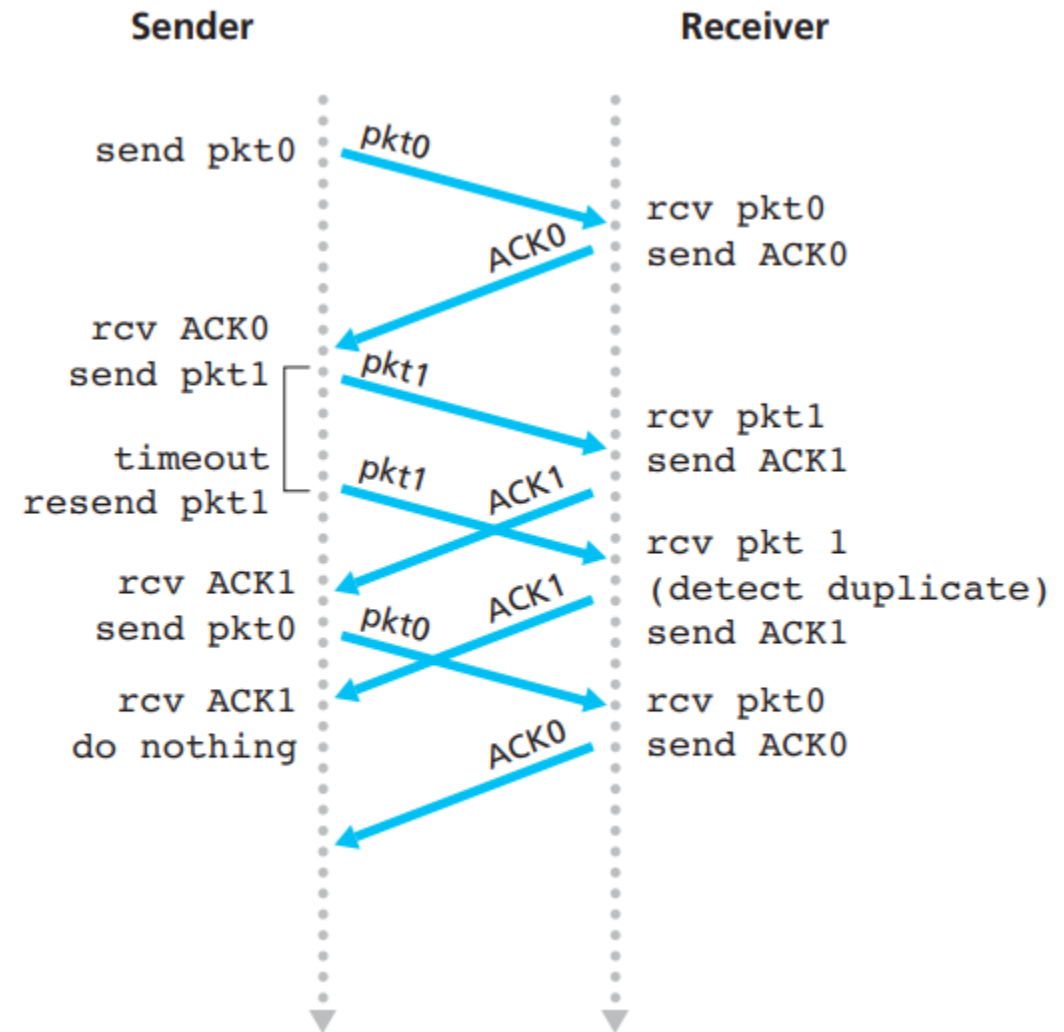 Sender
Receiver
send pkt0
pkt0
rcv pkt0
ACK0
send ACK0
rcv ACK0
send pkt1
pkt1
rcv pkt1
send ACK1
timeout
resend pkt1
pkt1
ACK1
rcv pkt 1
(detect duplicate)
send ACK1
rcv ACK1
send pkt0
pkt0
ACK1
rcv ACK1
do nothing
rcv pkt0
send ACK0
ACK0